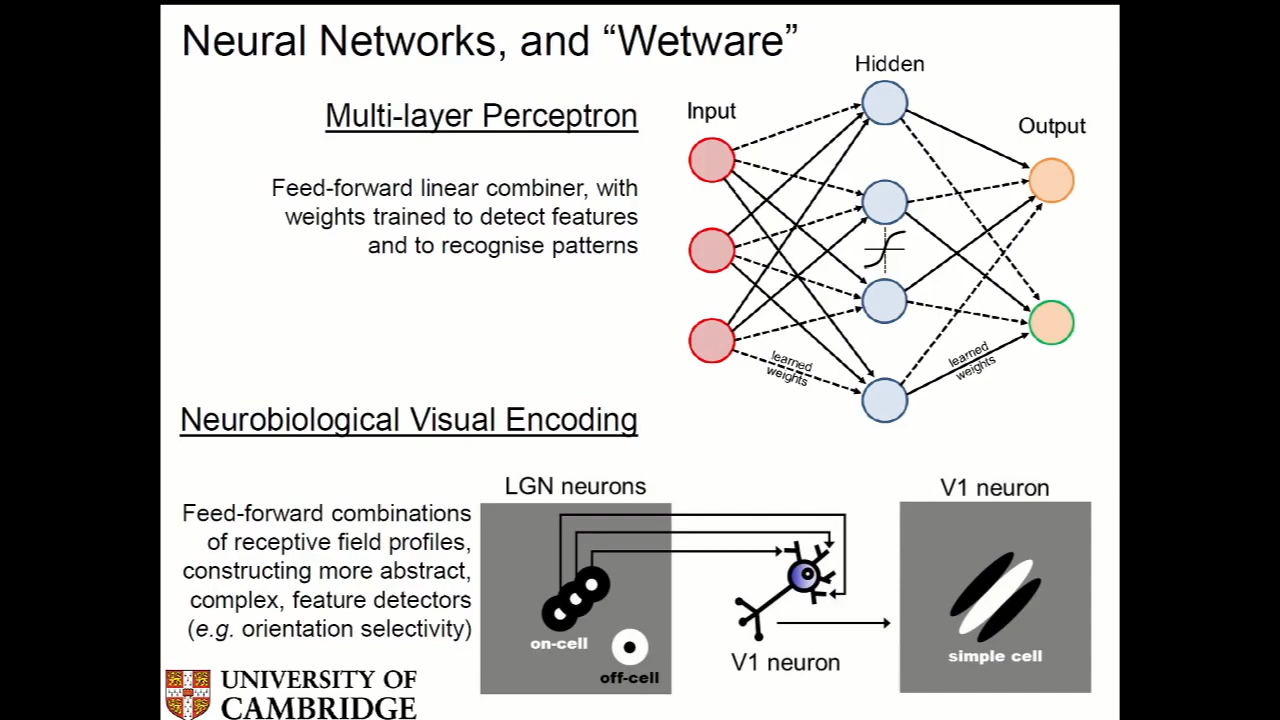 Neural Networks, and “Wetware”
Multi-layer Perceptron
Feed-forward linear combiner, with
weights trained to detect features
and to recognise patterns
Input
Hidden
Output
learned
weights
learned
weights
Neurobiological Visual Encoding
Feed-forward combinations
of receptive field profiles,
constructing more abstract,
complex, feature detectors
(e.g. orientation selectivity)
LGN neurons
on-cell
off-cell
V1 neuron
V1 neuron
simple cell
UNIVERSITY OF
CAMBRIDGE